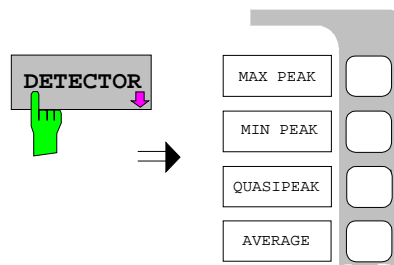 DETECTOR
MAX PEAK
MIN PEAK
QUASIPEAK
AVERAGE